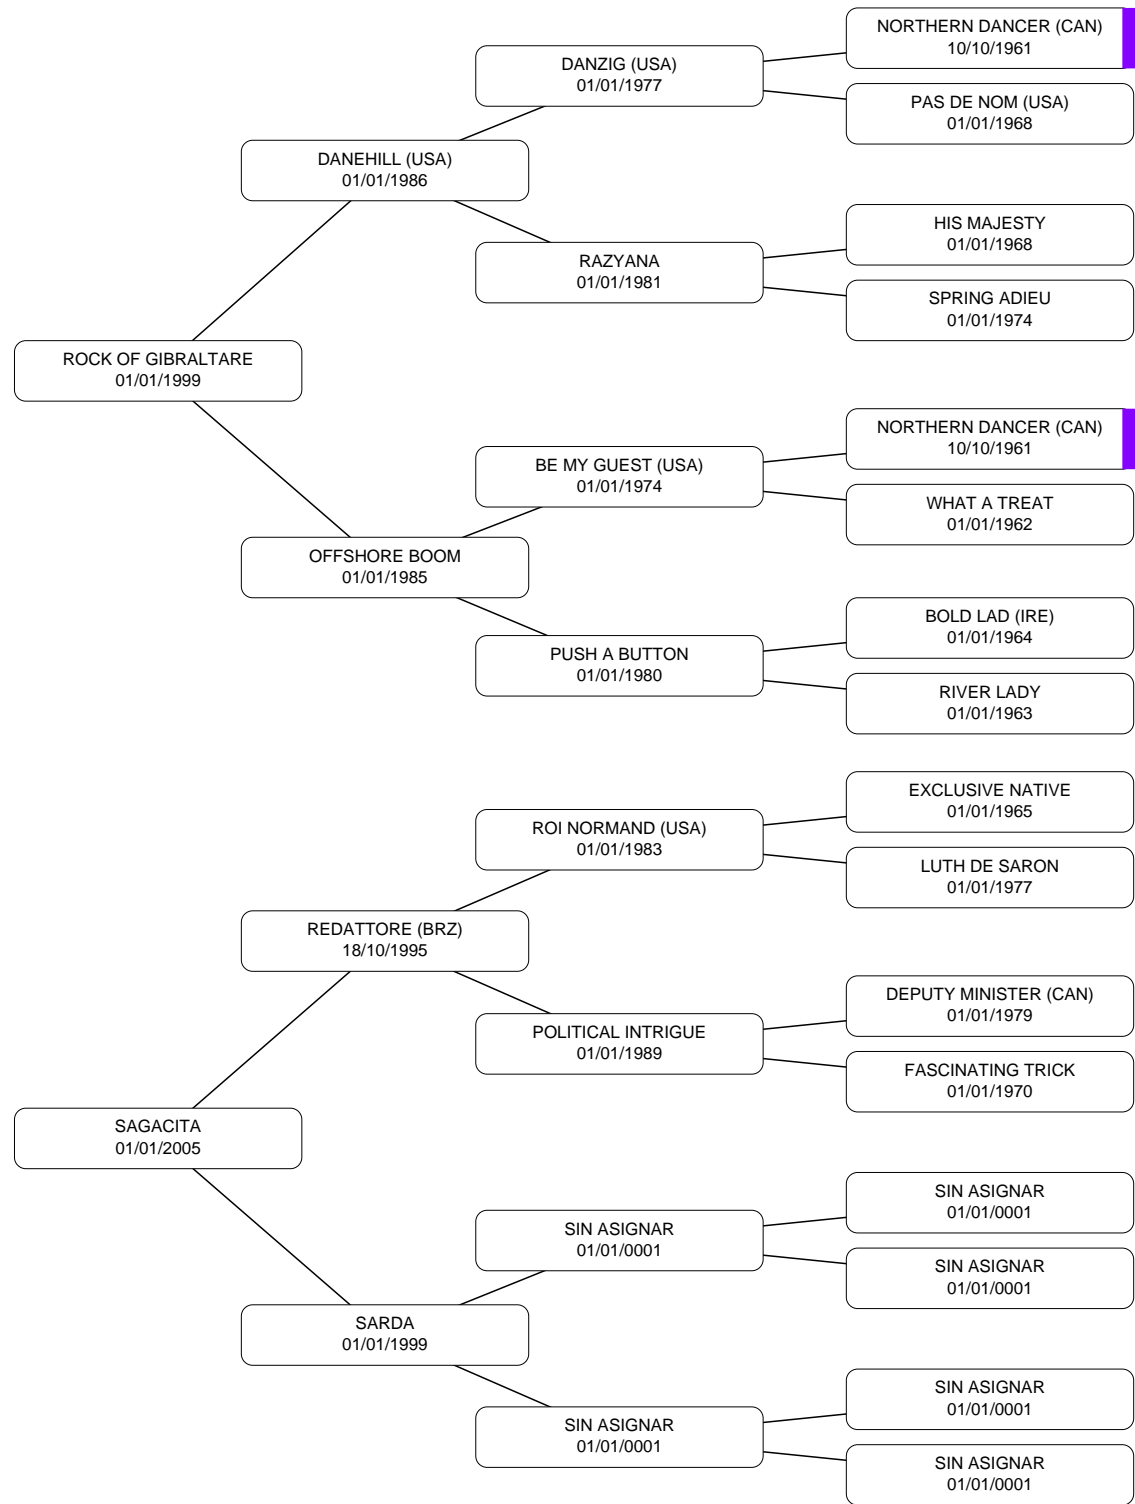 NORTHERN DANCER (CAN)
10/10/1961
DANZIG (USA)
01/01/1977
PAS DE NOM (USA)
01/01/1968
DANEHILL (USA)
01/01/1986
HIS MAJESTY
01/01/1968
RAZYANA
01/01/1981
SPRING ADIEU
01/01/1974
ROCK OF GIBRALTARE
01/01/1999
NORTHERN DANCER (CAN)
10/10/1961
BE MY GUEST (USA)
01/01/1974
WHAT A TREAT
01/01/1962
OFFSHORE BOOM
01/01/1985
BOLD LAD (IRE)
01/01/1964
PUSH A BUTTON
01/01/1980
RIVER LADY
01/01/1963
EXCLUSIVE NATIVE
01/01/1965
ROI NORMAND (USA)
01/01/1983
LUTH DE SARON
01/01/1977
REDATTORE (BRZ)
18/10/1995
DEPUTY MINISTER (CAN)
01/01/1979
POLITICAL INTRIGUE
01/01/1989
FASCINATING TRICK
01/01/1970
SAGACITA
01/01/2005
SIN ASIGNAR
01/01/0001
SIN ASIGNAR
01/01/0001
SIN ASIGNAR
01/01/0001
SARDA
01/01/1999
SIN ASIGNAR
01/01/0001
SIN ASIGNAR
01/01/0001
SIN ASIGNAR
01/01/0001